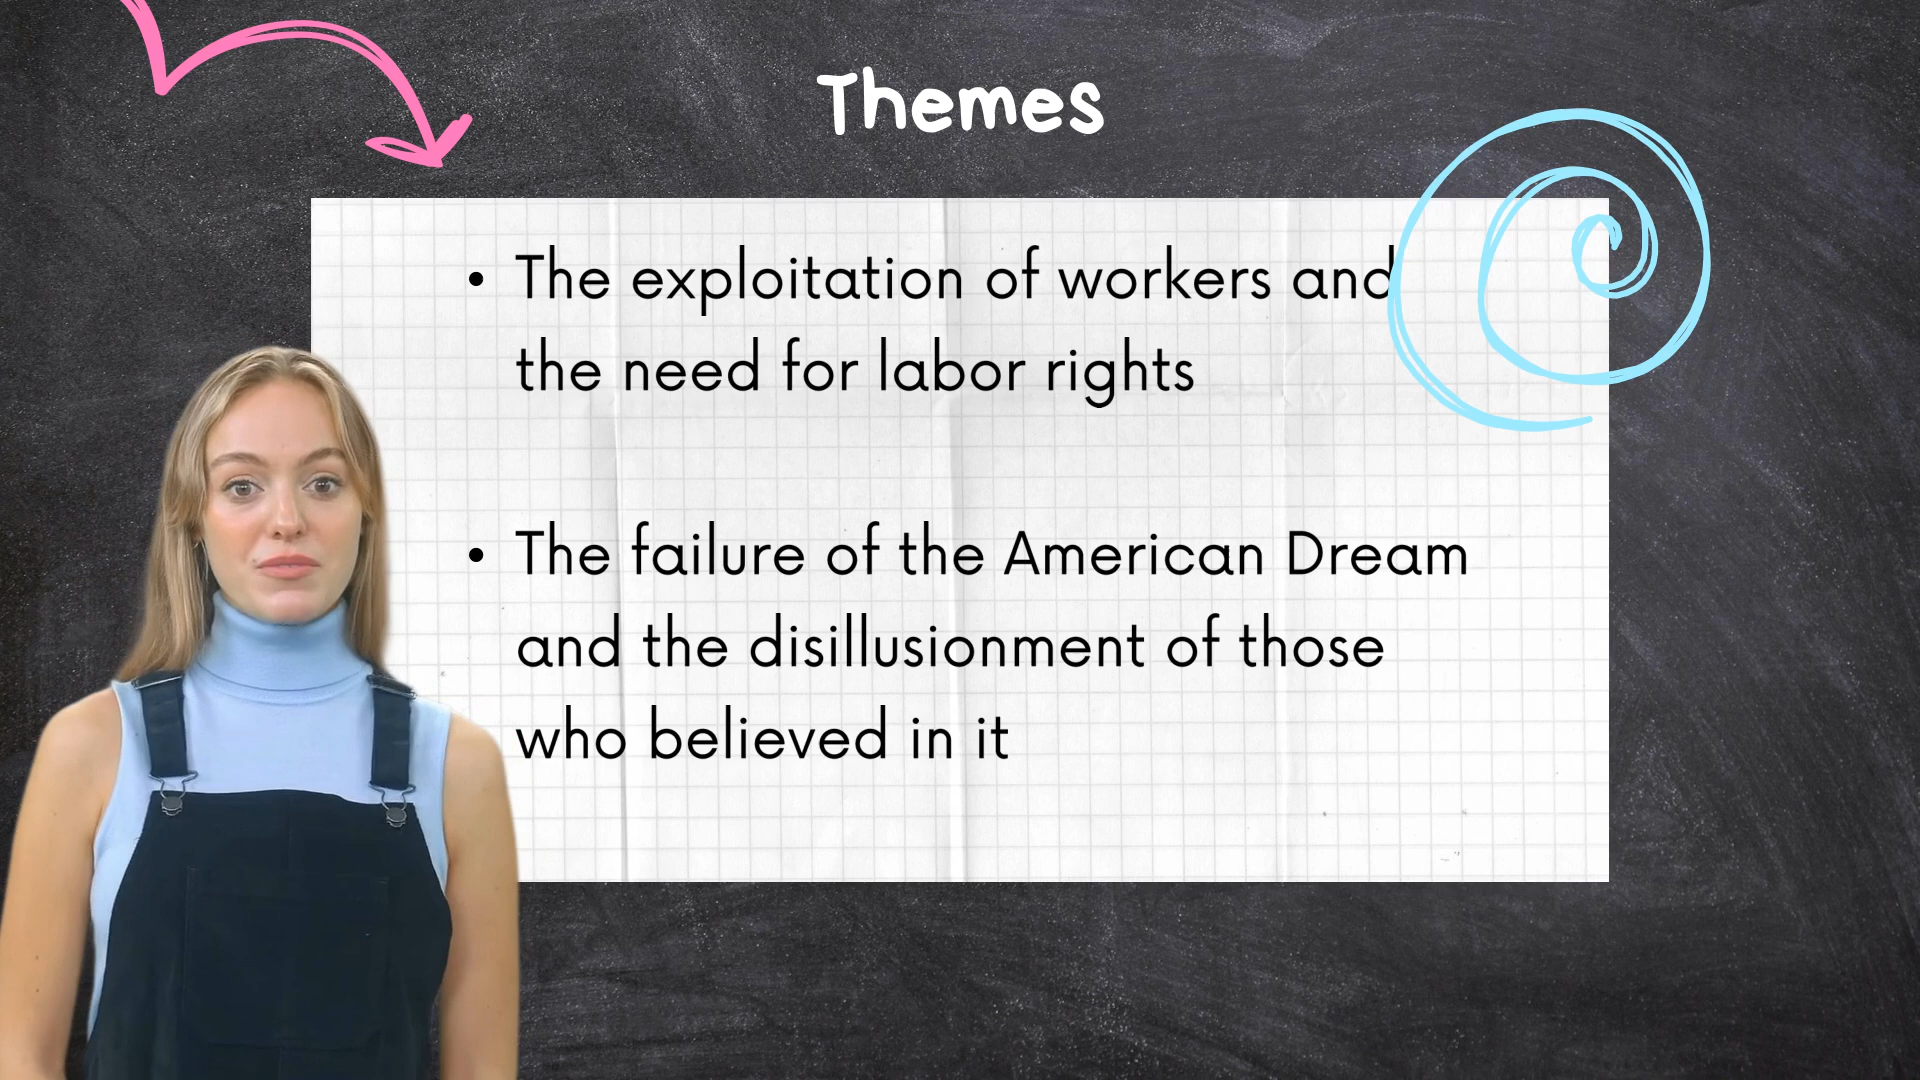 Themes
• The exploitation of workers and
the need for labor rights
• The failure of the American Dream
and the disillusionment of those
who believed in it